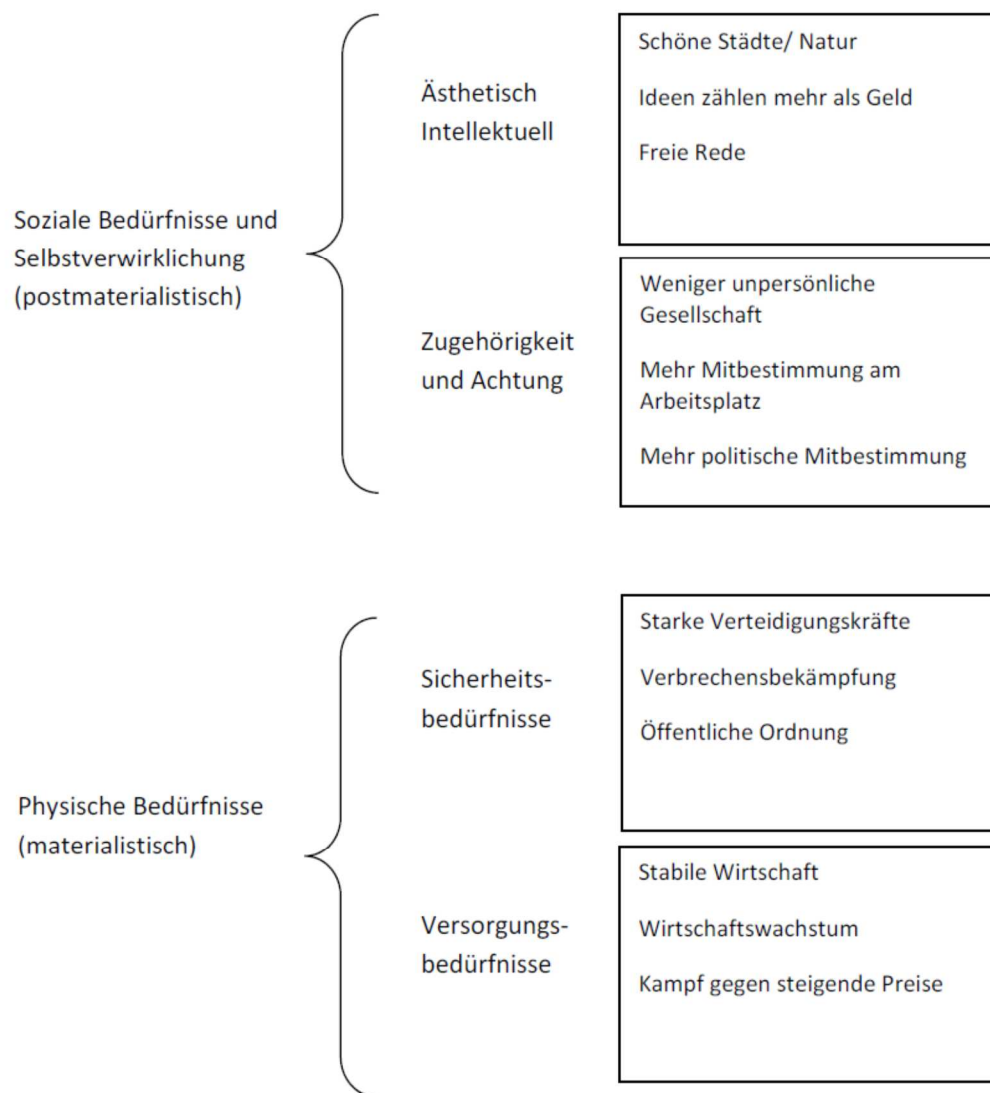 Soziale Bedürfnisse und
Selbstverwirklichung
(postmaterialistisch)
Ästhetisch
Intellektuell
Schöne Städte/ Natur
Ideen zählen mehr als Geld
Freie Rede
Zugehörigkeit
und Achtung
Weniger unpersönliche
Gesellschaft
Mehr Mitbestimmung am
Arbeitsplatz
Mehr politische Mitbestimmung
Physische Bedürfnisse
(materialistisch)
Sicherheits-
bedürfnisse
Starke Verteidigungskräfte
Verbrechensbekämpfung
Öffentliche Ordnung
Versorgungs-
bedürfnisse
Stabile Wirtschaft
Wirtschaftswachstum
Kampf gegen steigende Preise